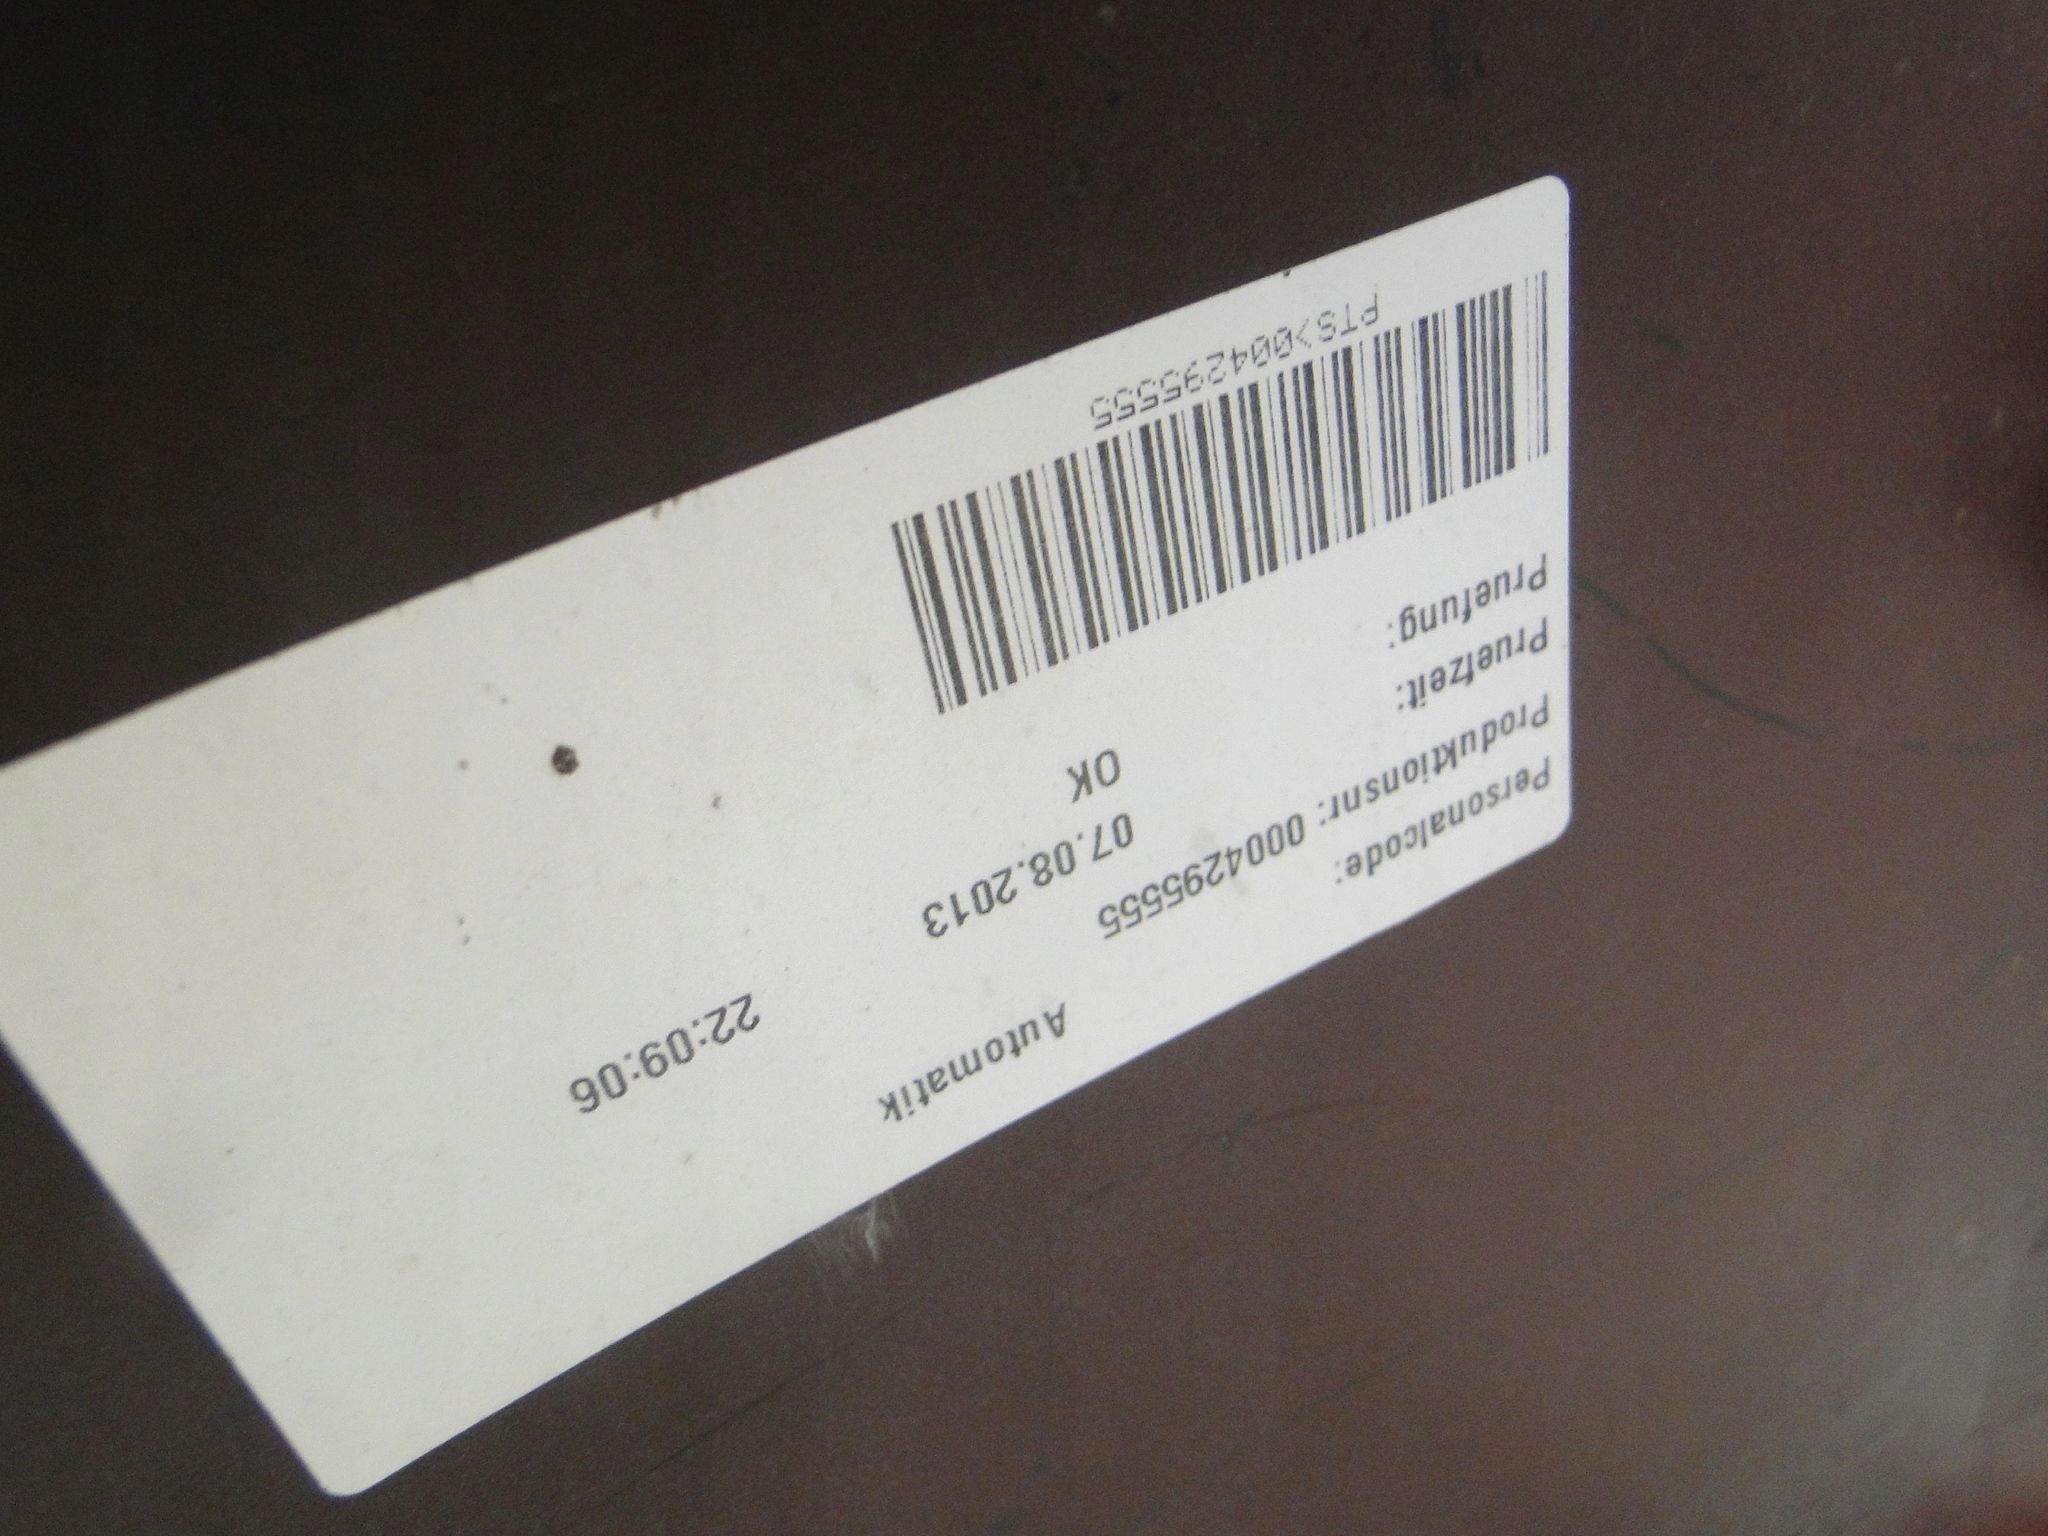 Personalcode: Automatik
Produktionsnr: 0004295555
Pruefzeit: 07.08.2013 22:09:06
Pruefung: OK
PTS>0004295555